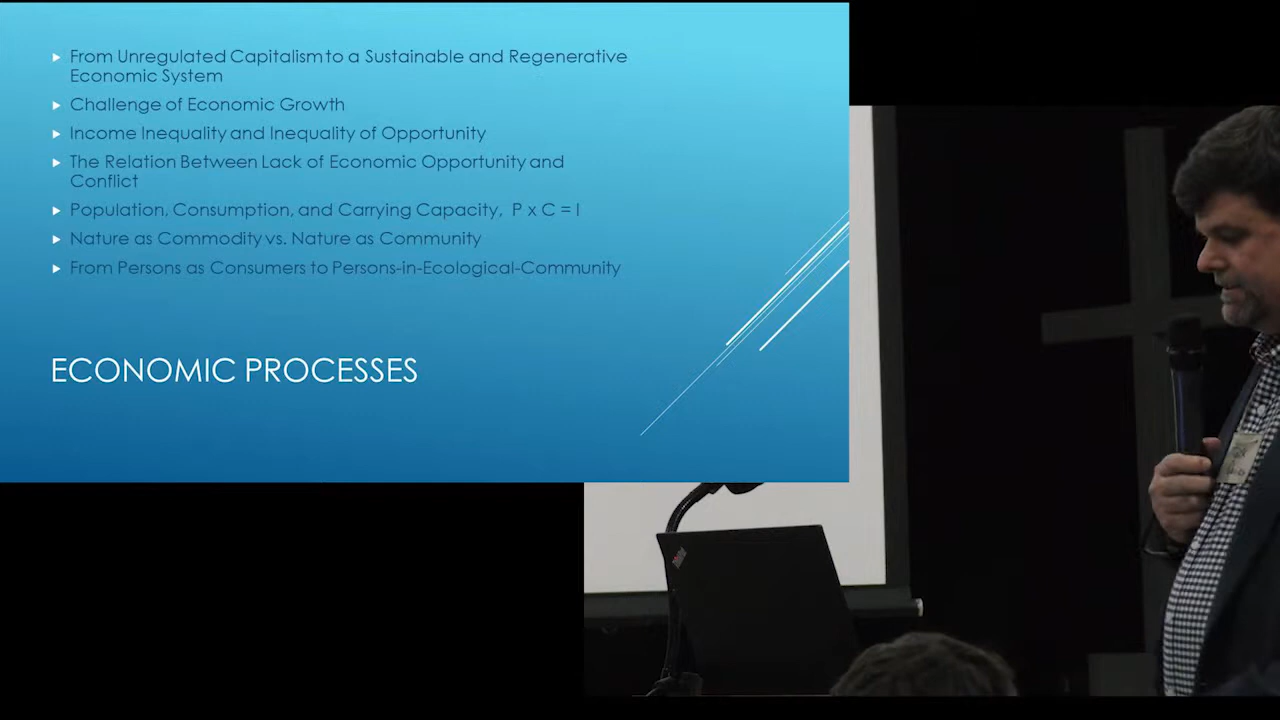 From Unregulated Capitalism to a Sustainable and Regenerative
Economic System
Challenge of Economic Growth
Income Inequality and Inequality of Opportunity
The Relation Between Lack of Economic Opportunity and
Conflict
Population, Consumption, and Carrying Capacity, P x C = I
Nature as Commodity vs. Nature as Community
From Persons as Consumers to Persons-in-Ecological-Community
ECONOMIC PROCESSES